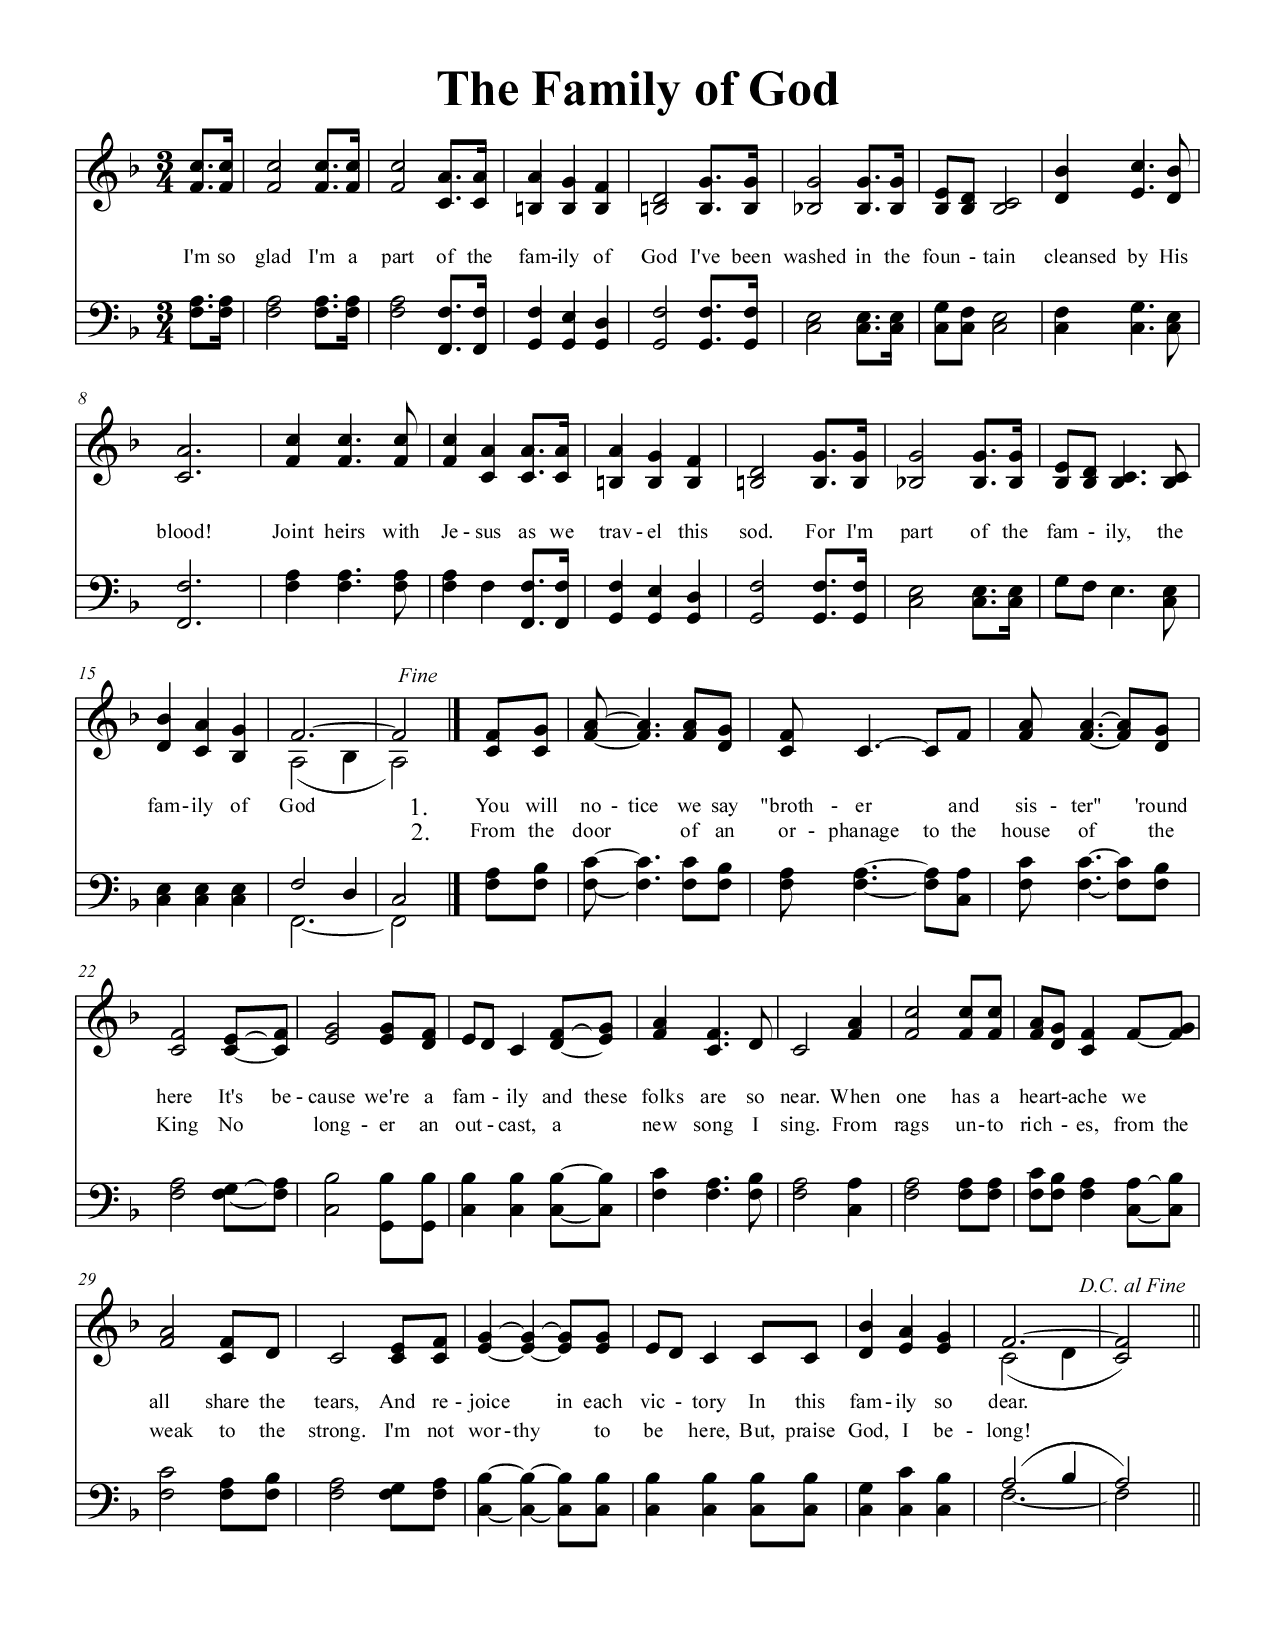 The Family of God
3
4
I'm so glad I'm a part of the fam-ily of God I've been washed in the foun - tain cleansed by His
3
4
8
blood! Joint heirs with Je - sus as we trav - el this sod. For I'm part of the fam - ily, the
15
Fine
fam-ily of God 1. You will no - tice we say "broth - er and sis - ter" 'round
2. From the door of an or - phanage to the house of the
22
here It's be - cause we're a fam - ily and these folks are so near. When one has a heart-ache we
King No long - er an out - cast, a new song I sing. From rags un-to rich - es, from the
29
D.C. al Fine
all share the tears, And re - joice in each vic - tory In this fam-ily so dear.
weak to the strong. I'm not wor-thy to be here, But, praise God, I be - long!